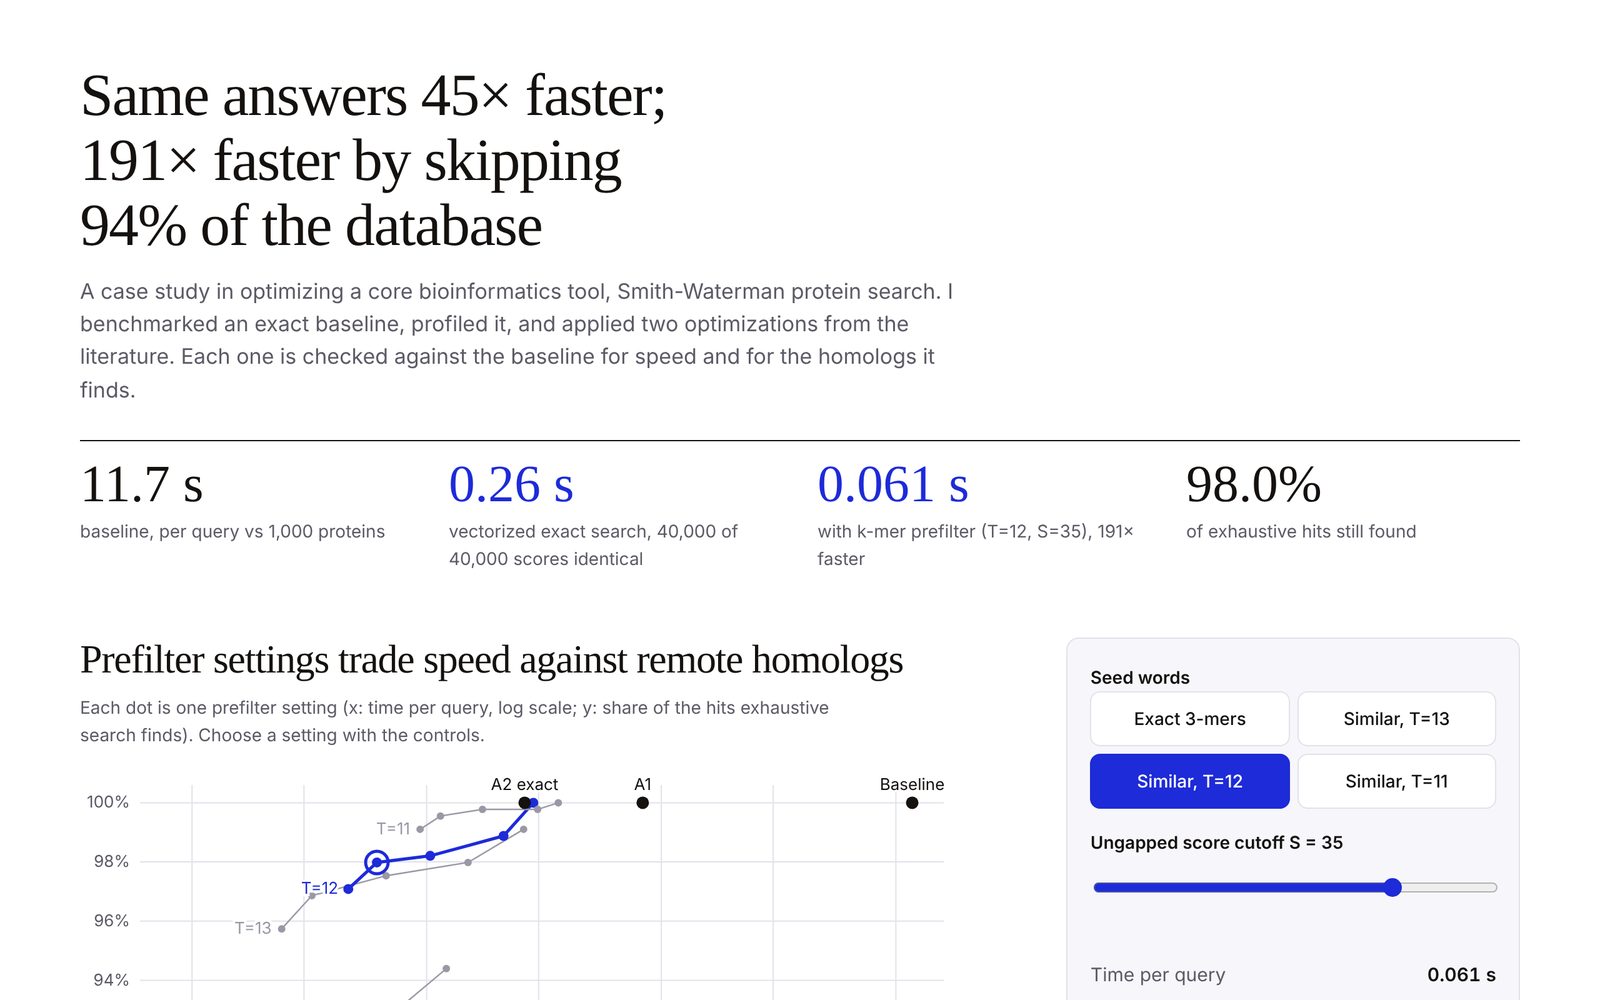 Same answers 45× faster;
191× faster by skipping
94% of the database
A case study in optimizing a core bioinformatics tool, Smith-Waterman protein search. I
benchmarked an exact baseline, profiled it, and applied two optimizations from the
literature. Each one is checked against the baseline for speed and for the homologs it
finds.
11.7 s
baseline, per query vs 1,000 proteins
0.26 s
vectorized exact search, 40,000 of
40,000 scores identical
0.061 s
with k-mer prefilter (T=12, S=35), 191×
faster
98.0%
of exhaustive hits still found
Prefilter settings trade speed against remote homologs
Each dot is one prefilter setting (x: time per query, log scale; y: share of the hits exhaustive
search finds). Choose a setting with the controls.
A2 exact
A1
Baseline
100%
T=11
98%
T=12
96%
T=13
94%
Seed words
Exact 3-mers
Similar, T=13
Similar, T=12
Similar, T=11
Ungapped score cutoff S = 35
Time per query
0.061 s